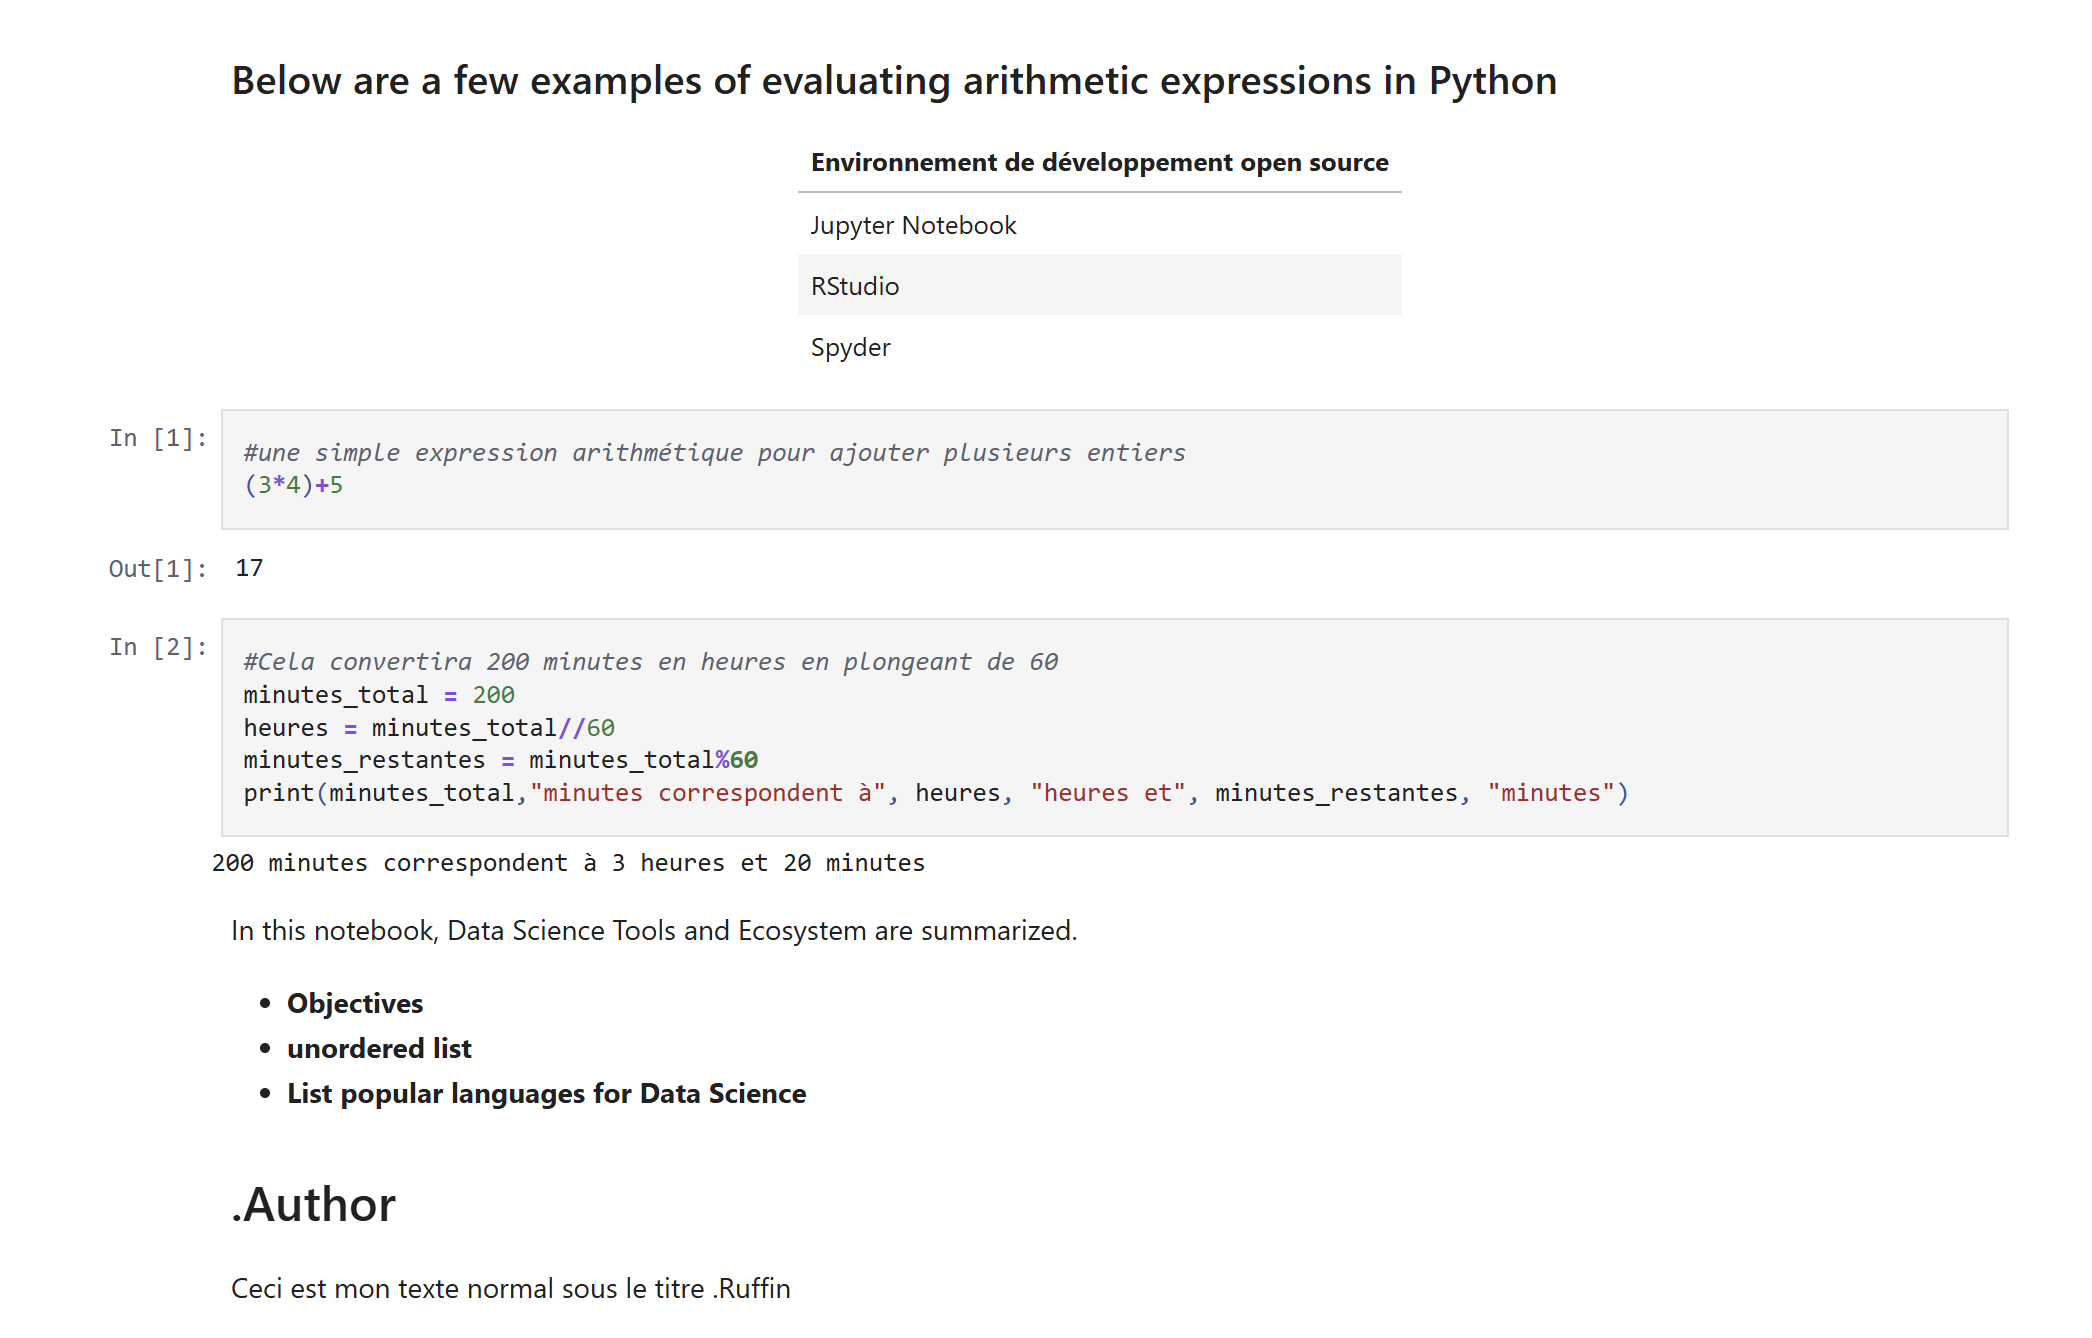 Below are a few examples of evaluating arithmetic expressions in Python
Environnement de développement open source
Jupyter Notebook
RStudio
Spyder
In [1]:
#une simple expression arithmétique pour ajouter plusieurs entiers
(3*4)+5
Out[1]: 17
In [2]:
#Cela convertira 200 minutes en heures en plongeant de 60
minutes_total = 200
heures = minutes_total//60
minutes_restantes = minutes_total%60
print(minutes_total,"minutes correspondent à", heures, "heures et", minutes_restantes, "minutes")
200 minutes correspondent à 3 heures et 20 minutes
In this notebook, Data Science Tools and Ecosystem are summarized.
• Objectives
• unordered list
• List popular languages for Data Science
.Author
Ceci est mon texte normal sous le titre .Ruffin